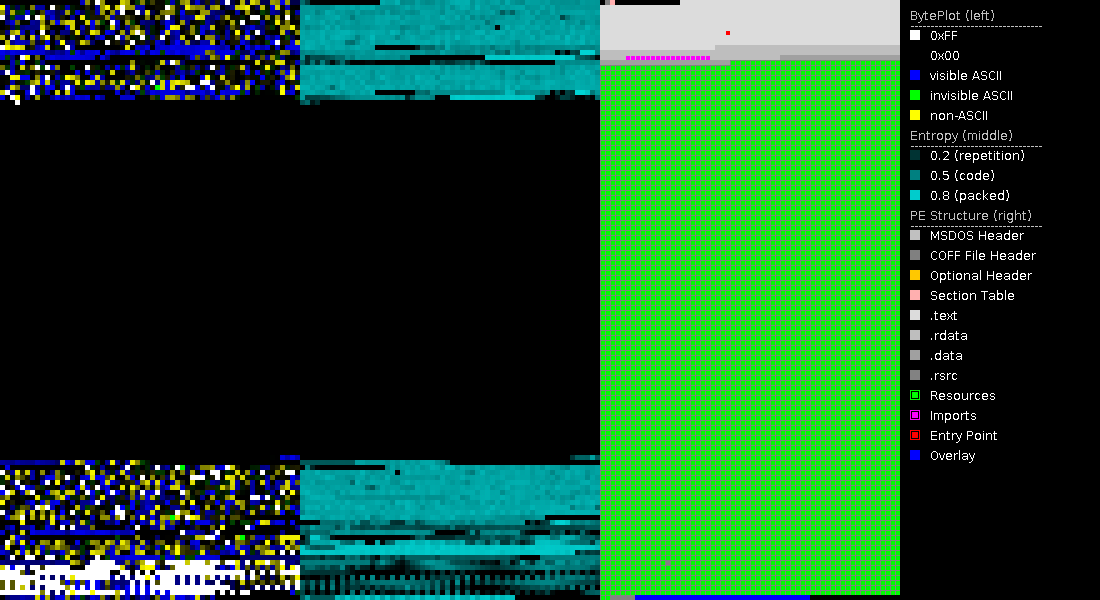 BytePlot (left)
0xFF
0x00
visible ASCII
invisible ASCII
non-ASCII
Entropy (middle)
0.2 (repetition)
0.5 (code)
0.8 (packed)
PE Structure (right)
MSDOS Header
COFF File Header
Optional Header
Section Table
.text
.rdata
.data
.rsrc
Resources
Imports
Entry Point
Overlay